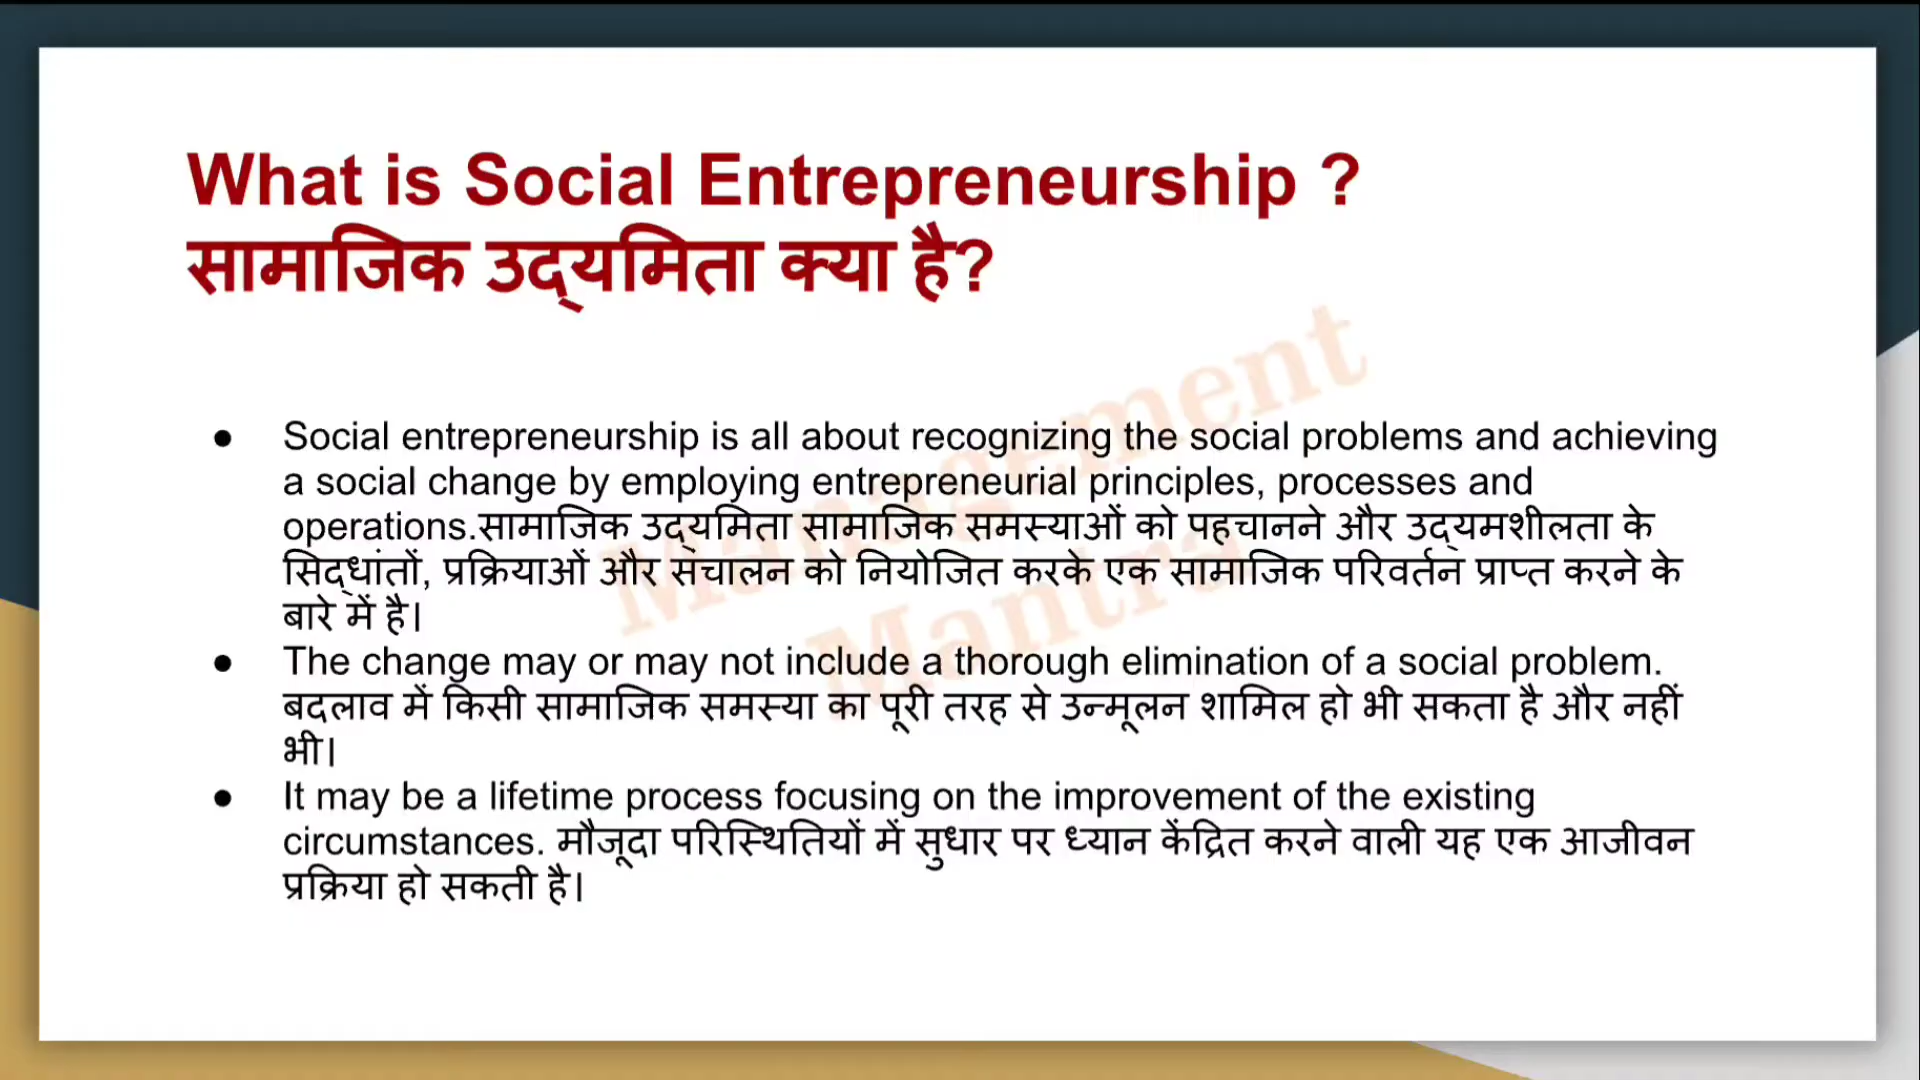 What is Social Entrepreneurship ?
सामाजिक उद्यमिता क्या है?
● Social entrepreneurship is all about recognizing the social problems and achieving
a social change by employing entrepreneurial principles, processes and
operations.सामाजिक उद्यमिता सामाजिक समस्याओं को पहचानने और उद्यमशीलता के
सिद्धांतों, प्रक्रियाओं और संचालन को नियोजित करके एक सामाजिक परिवर्तन प्राप्त करने के
बारे में है।
● The change may or may not include a thorough elimination of a social problem.
बदलाव में किसी सामाजिक समस्या का पूरी तरह से उन्मूलन शामिल हो भी सकता है और नहीं
भी।
● It may be a lifetime process focusing on the improvement of the existing
circumstances. मौजूदा परिस्थितियों में सुधार पर ध्यान केंद्रित करने वाली यह एक आजीवन
प्रक्रिया हो सकती है।
Management
Mantra